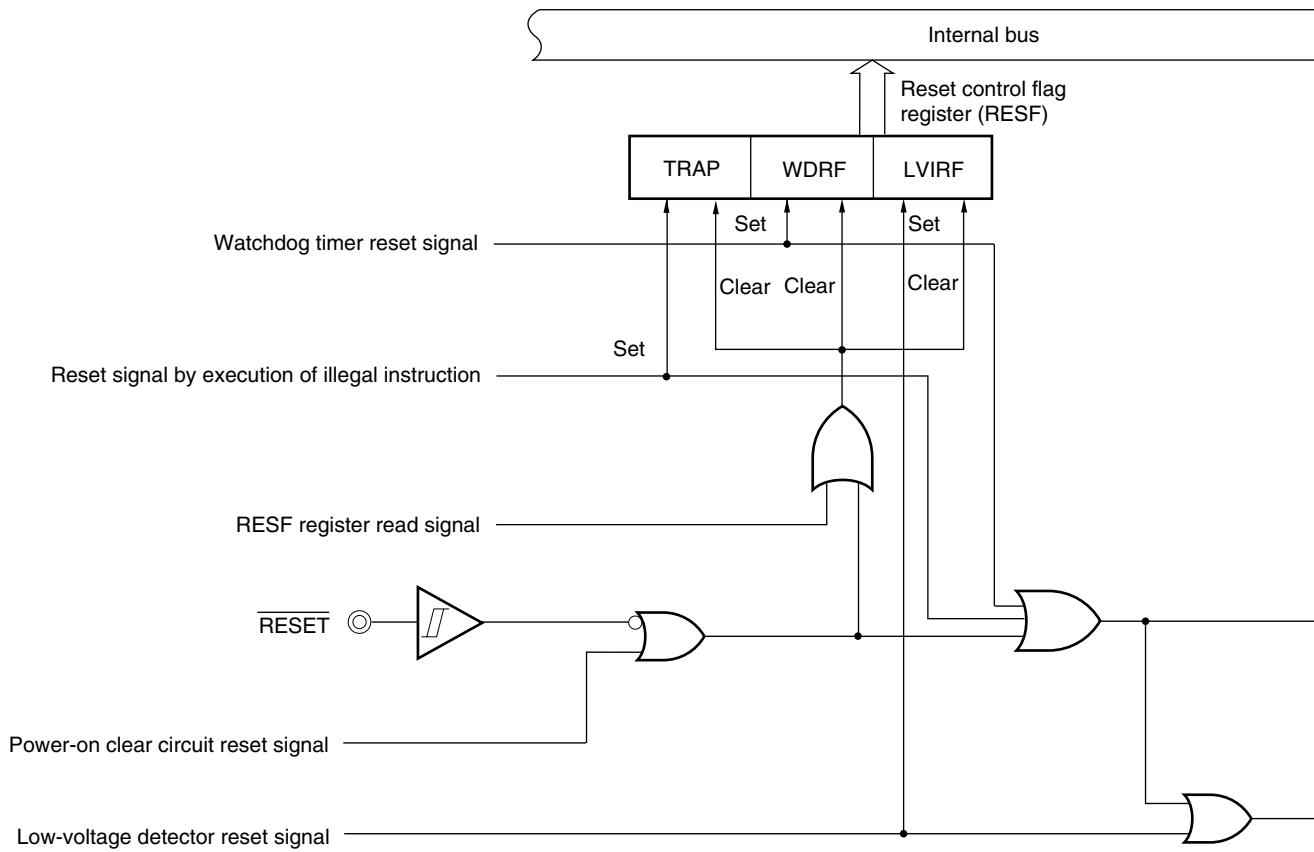 Internal bus
Reset control flag
register (RESF)
TRAP
WDRF
LVIRF
Set
Set
Watchdog timer reset signal
Clear
Clear
Clear
Set
Reset signal by execution of illegal instruction
RESF register read signal
RESET
Power-on clear circuit reset signal
Low-voltage detector reset signal